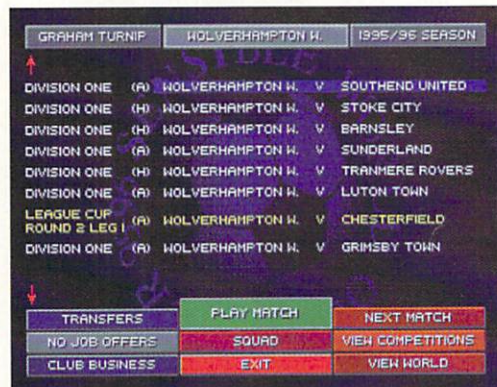 GRAHAM TURNIP WOLVERHAMPTON W. 1995/96 SEASON
DIVISION ONE (A) WOLVERHAMPTON W. V SOUTHEND UNITED
DIVISION ONE (H) WOLVERHAMPTON W. V STOKE CITY
DIVISION ONE (H) WOLVERHAMPTON W. V BARNSLEY
DIVISION ONE (A) WOLVERHAMPTON W. V SUNDERLAND
DIVISION ONE (H) WOLVERHAMPTON W. V TRANMERE ROVERS
DIVISION ONE (A) WOLVERHAMPTON W. V LUTON TOWN
LEAGUE CUP
ROUND 2 LEG 1 (A) WOLVERHAMPTON W. V CHESTERFIELD
DIVISION ONE (A) WOLVERHAMPTON W. V GRIMSBY TOWN
TRANSFERS PLAY MATCH NEXT MATCH
NO JOB OFFERS SQUAD VIEW COMPETITIONS
CLUB BUSINESS EXIT VIEW WORLD